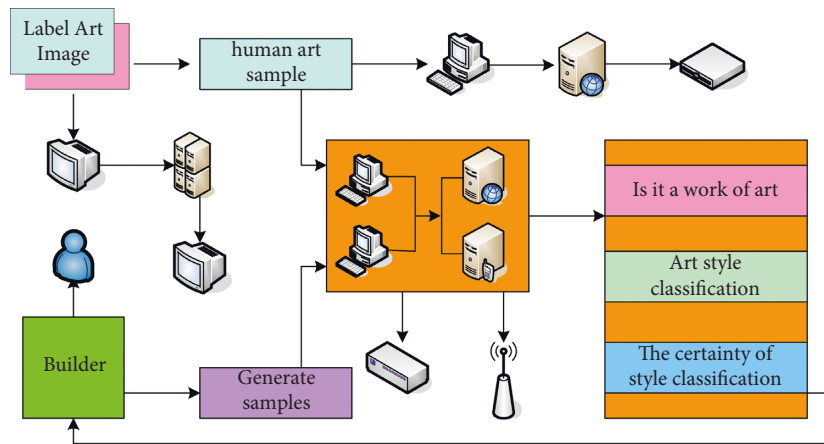 Label Art
Image
human art
sample
Is it a work of art
Art style
classification
The certainty of
style classification
Builder
Generate
samples